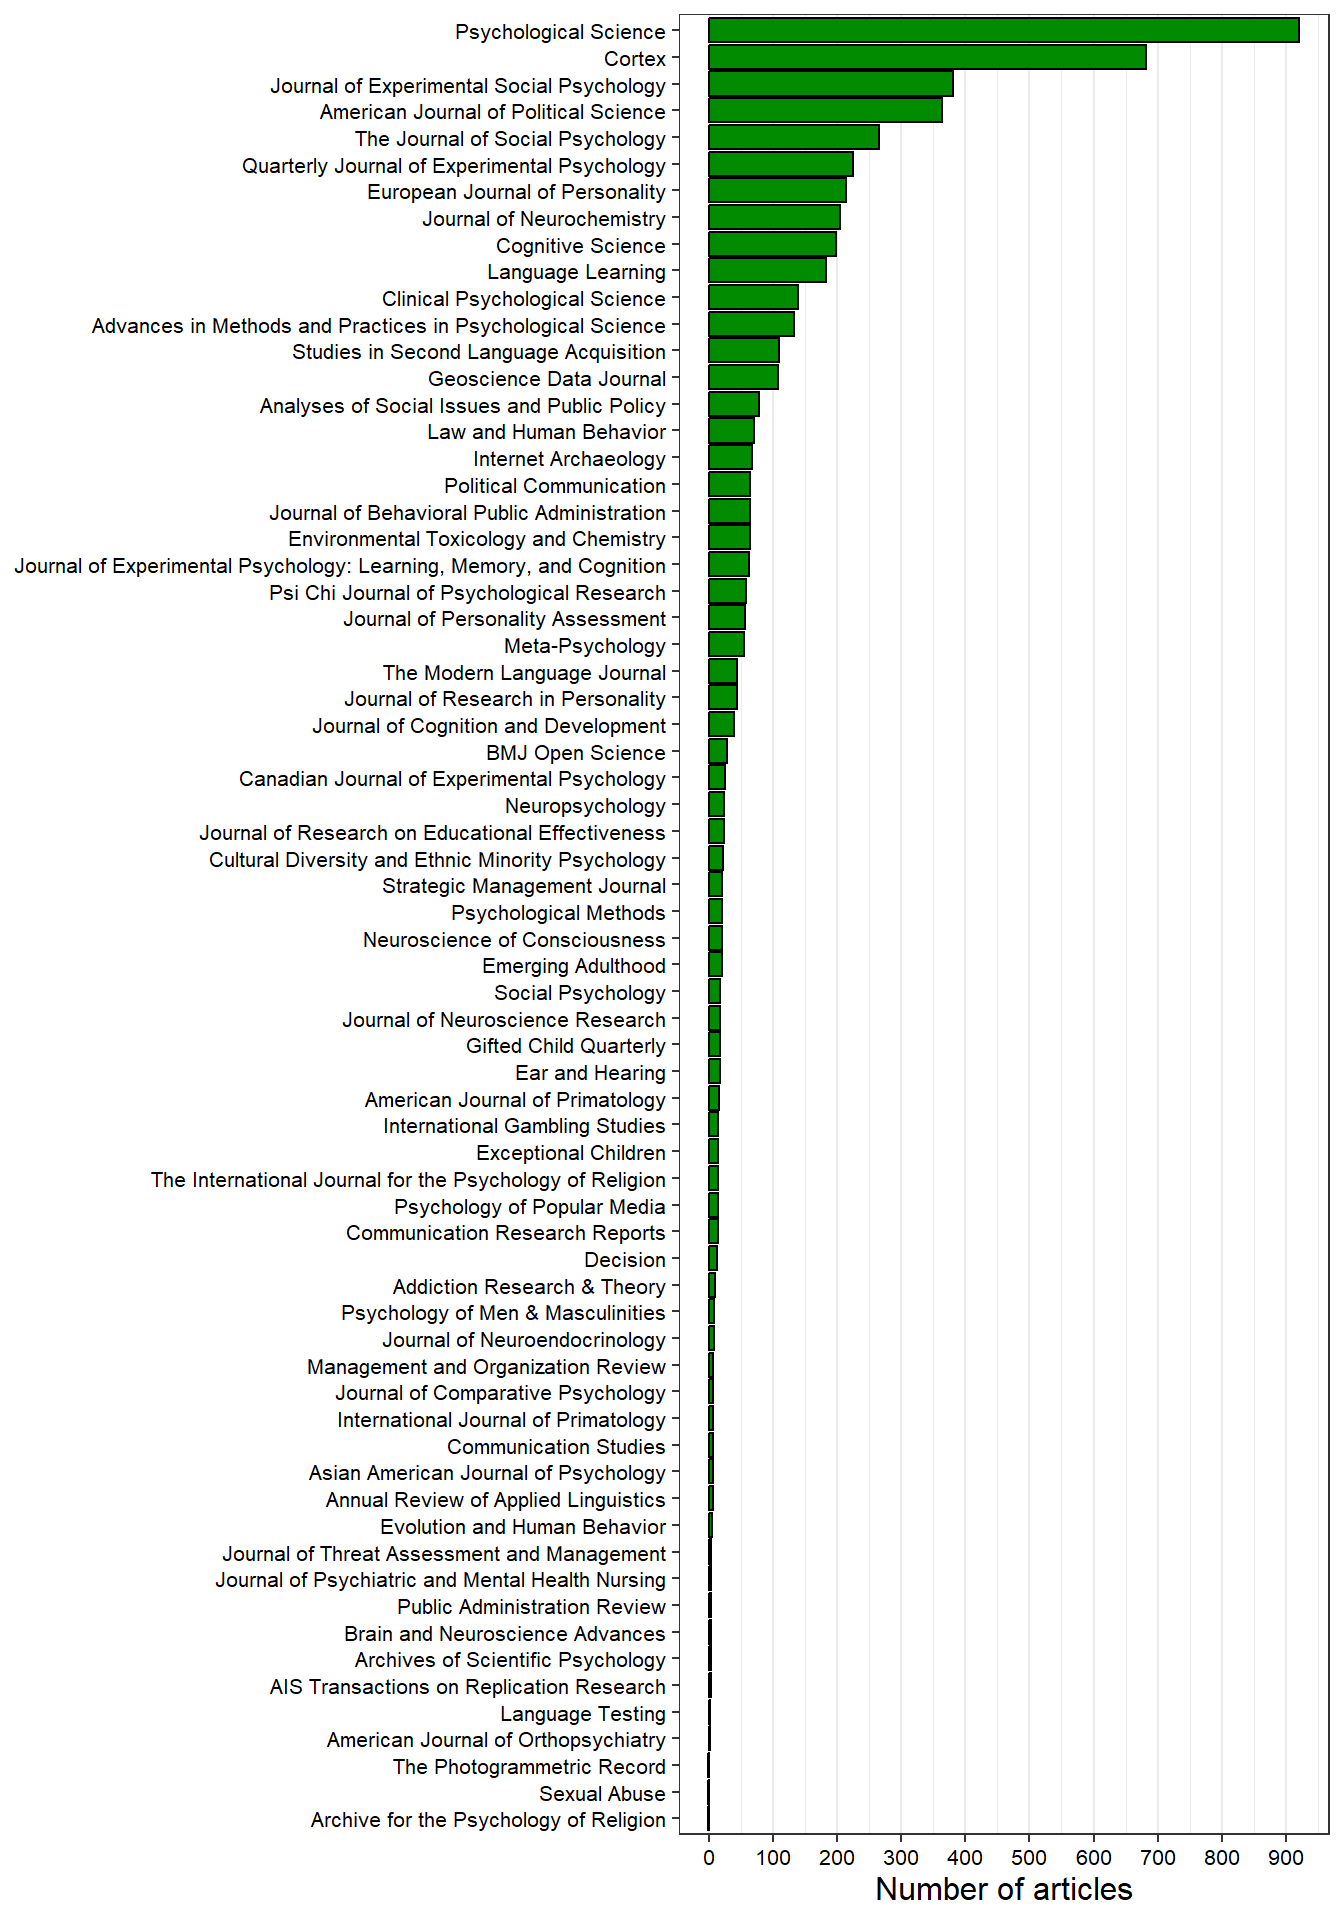 Psychological Science
Cortex
Journal of Experimental Social Psychology
American Journal of Political Science
The Journal of Social Psychology
Quarterly Journal of Experimental Psychology
European Journal of Personality
Journal of Neurochemistry
Cognitive Science
Language Learning
Clinical Psychological Science
Advances in Methods and Practices in Psychological Science
Studies in Second Language Acquisition
Geoscience Data Journal
Analyses of Social Issues and Public Policy
Law and Human Behavior
Internet Archaeology
Political Communication
Journal of Behavioral Public Administration
Environmental Toxicology and Chemistry
Journal of Experimental Psychology: Learning, Memory, and Cognition
Psi Chi Journal of Psychological Research
Journal of Personality Assessment
Meta-Psychology
The Modern Language Journal
Journal of Research in Personality
Journal of Cognition and Development
BMJ Open Science
Canadian Journal of Experimental Psychology
Neuropsychology
Journal of Research on Educational Effectiveness
Cultural Diversity and Ethnic Minority Psychology
Strategic Management Journal
Psychological Methods
Neuroscience of Consciousness
Emerging Adulthood
Social Psychology
Journal of Neuroscience Research
Gifted Child Quarterly
Ear and Hearing
American Journal of Primatology
International Gambling Studies
Exceptional Children
The International Journal for the Psychology of Religion
Psychology of Popular Media
Communication Research Reports
Decision
Addiction Research & Theory
Psychology of Men & Masculinities
Journal of Neuroendocrinology
Management and Organization Review
Journal of Comparative Psychology
International Journal of Primatology
Communication Studies
Asian American Journal of Psychology
Annual Review of Applied Linguistics
Evolution and Human Behavior
Journal of Threat Assessment and Management
Journal of Psychiatric and Mental Health Nursing
Public Administration Review
Brain and Neuroscience Advances
Archives of Scientific Psychology
AIS Transactions on Replication Research
Language Testing
American Journal of Orthopsychiatry
The Photogrammetric Record
Sexual Abuse
Archive for the Psychology of Religion
0 100 200 300 400 500 600 700 800 900
Number of articles